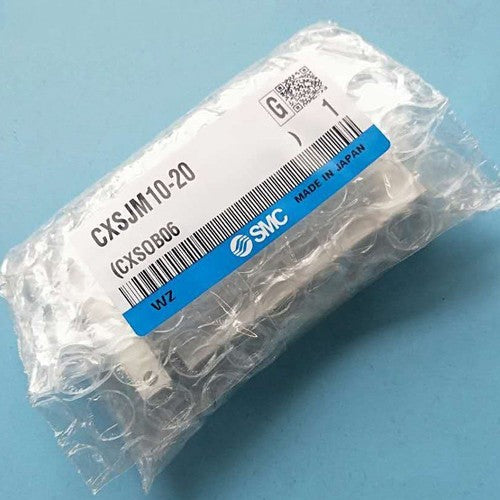 G
CXSJM10-20
(CXSOB06 ) 1
WZ SMC MADE IN JAPAN